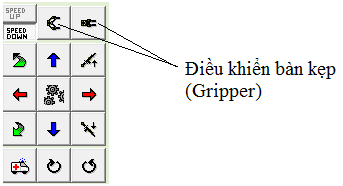 SPEED
UP
SPEED
DOWN
Điều khiển bàn kẹp
(Gripper)